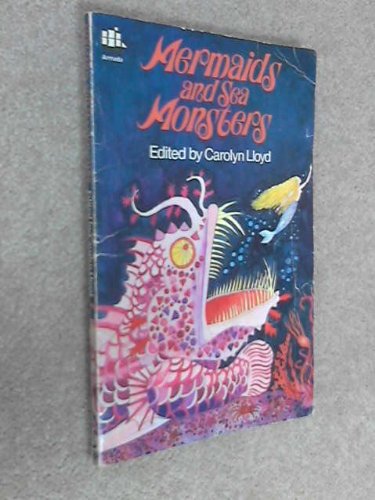 Armada
Mermaids
and Sea
Monsters
Edited by Carolyn Lloyd